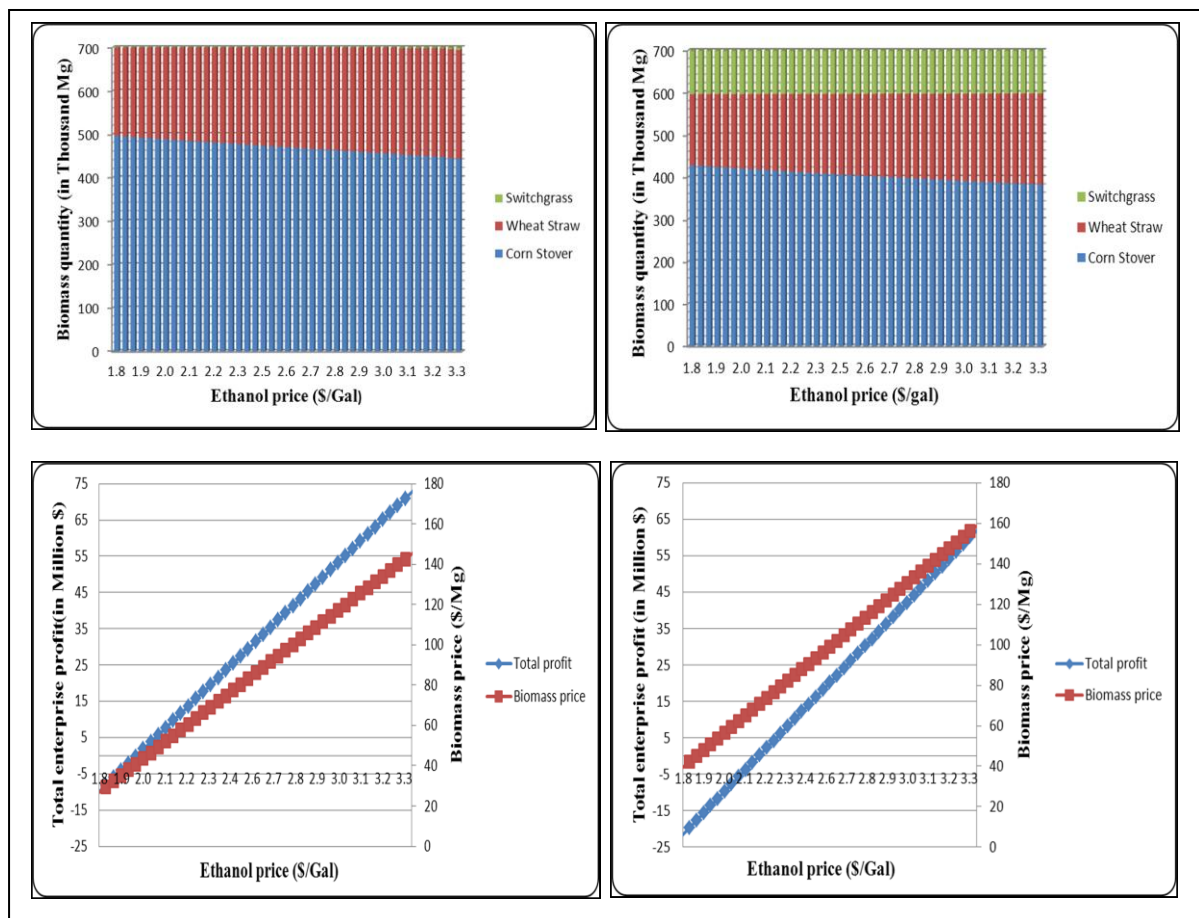 700
600
500
400
300
200
100
0
Biomass quantity (in Thousand Mg)
1.8 1.9 2.0 2.1 2.2 2.3 2.5 2.6 2.7 2.8 2.9 3.0 3.1 3.2 3.3
Ethanol price ($/Gal)
Switchgrass
Wheat Straw
Corn Stover
700
600
500
400
300
200
100
0
Biomass quantity (in Thousand Mg)
1.8 1.9 2.0 2.1 2.2 2.3 2.5 2.6 2.7 2.8 2.9 3.0 3.1 3.2 3.3
Ethanol price ($/gal)
Switchgrass
Wheat Straw
Corn Stover
75
65
55
45
35
25
15
5
-5
-15
-25
Total enterprise profit(in Million $)
1.8 1.9 2.0 2.1 2.2 2.3 2.4 2.6 2.7 2.8 2.9 3.0 3.1 3.2 3.3
180
160
140
120
100
80
60
40
20
0
Biomass price ($/Mg)
Ethanol price ($/Gal)
Total profit
Biomass price
75
65
55
45
35
25
15
5
-5
-15
-25
Total enterprise profit (in Million $)
1.8 1.9 2.0 2.1 2.2 2.3 2.4 2.6 2.7 2.8 2.9 3.0 3.1 3.2 3.3
180
160
140
120
100
80
60
40
20
0
Biomass price ($/Mg)
Ethanol price ($/Gal)
Total profit
Biomass price